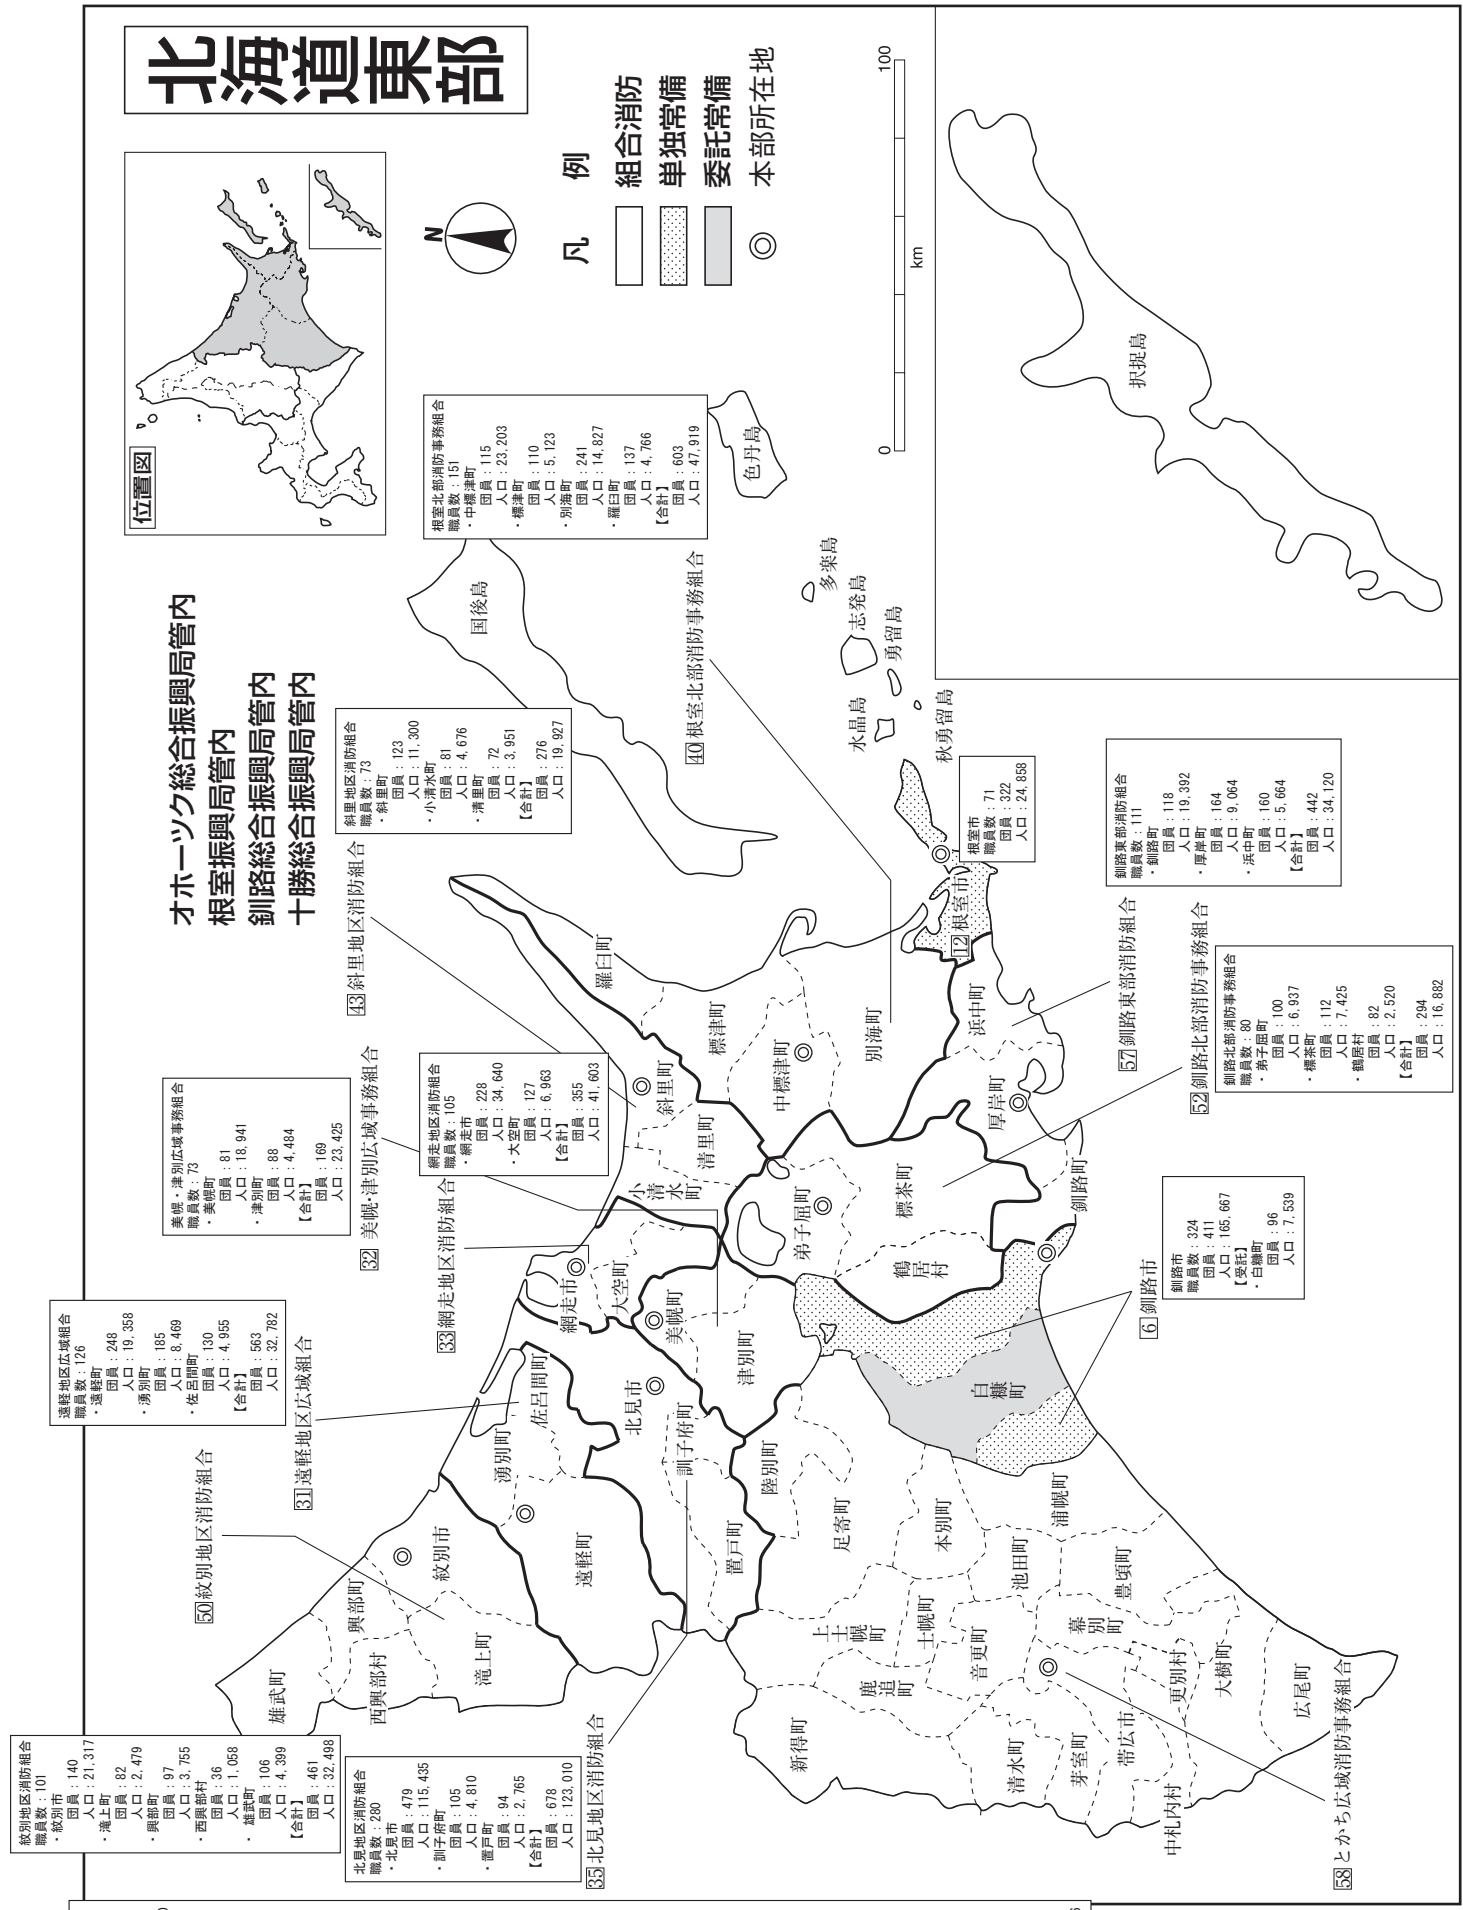 北海道東部
位置図
N
凡 例
組合消防
単独常備
委託常備
本部所在地
0
100
km
オホーツク総合振興局管内
根室振興局管内
釧路総合振興局管内
十勝総合振興局管内
根室北部消防事務組合
職員数：151
・中標津町
団員：115
人口：23,203
・標津町
団員：110
人口：5,123
・別海町
団員：241
人口：14,827
・羅臼町
団員：137
人口：4,766
【合計】
団員：603
人口：47,919
斜里地区消防組合
職員数：73
・斜里町
団員：123
人口：11,300
・小清水町
団員：81
人口：4,676
・清里町
団員：72
人口：3,951
【合計】
団員：276
人口：19,927
美幌・津別広域事務組合
職員数：73
・美幌町
団員：81
人口：18,941
・津別町
団員：88
人口：4,484
【合計】
団員：169
人口：23,425
網走地区消防組合
職員数：105
・網走市
団員：228
人口：34,640
・大空町
団員：127
人口：6,963
【合計】
団員：355
人口：41,603
遠軽地区広域組合
職員数：126
・遠軽町
団員：248
人口：19,358
・湧別町
団員：185
人口：8,469
・佐呂間町
団員：130
人口：4,955
【合計】
団員：563
人口：32,782
紋別地区消防組合
職員数：101
・紋別市
団員：140
人口：21,317
・滝上町
団員：82
人口：2,479
・興部町
団員：97
人口：3,755
・西興部村
団員：36
人口：1,058
・雄武町
団員：106
人口：4,399
【合計】
団員：461
人口：32,498
北見地区消防組合
職員数：280
・北見市
団員：479
人口：115,435
・訓子府町
団員：105
人口：4,810
・置戸町
団員：94
人口：2,765
【合計】
団員：678
人口：123,010
根室市
職員数：71
団員：322
人口：24,858
釧路東部消防組合
職員数：111
・釧路町
団員：118
人口：19,392
・厚岸町
団員：164
人口：9,064
・浜中町
団員：160
人口：5,664
【合計】
団員：442
人口：34,120
釧路北部消防事務組合
職員数：80
・弟子屈町
団員：100
人口：6,937
・標茶町
団員：112
人口：7,425
・鶴居村
団員：82
人口：2,520
【合計】
団員：294
人口：16,882
釧路市
職員数：324
団員：411
人口：165,667
【受託】
・白糠町
団員：96
人口：7,539
40 根室北部消防事務組合
43 斜里地区消防組合
32 美幌・津別広域事務組合
33 網走地区消防組合
31 遠軽地区広域組合
50 紋別地区消防組合
35 北見地区消防組合
12 根室市
57 釧路東部消防組合
52 釧路北部消防事務組合
6 釧路市
58 とかち広域消防事務組合
択捉島
色丹島
国後島
多楽島
志発島
勇留島
水晶島
秋勇留島
羅臼町
標津町
中標津町
別海町
斜里町
清里町
小清水町
浜中町
厚岸町
釧路町
標茶町
弟子屈町
鶴居村
網走市
大空町
美幌町
津別町
白糠町
佐呂間町
北見市
訓子府町
置戸町
湧別町
遠軽町
紋別市
興部町
西興部村
滝上町
雄武町
陸別町
足寄町
本別町
浦幌町
池田町
豊頃町
上士幌町
士幌町
鹿追町
音更町
幕別町
新得町
清水町
芽室町
帯広市
中札内村
更別村
大樹町
広尾町